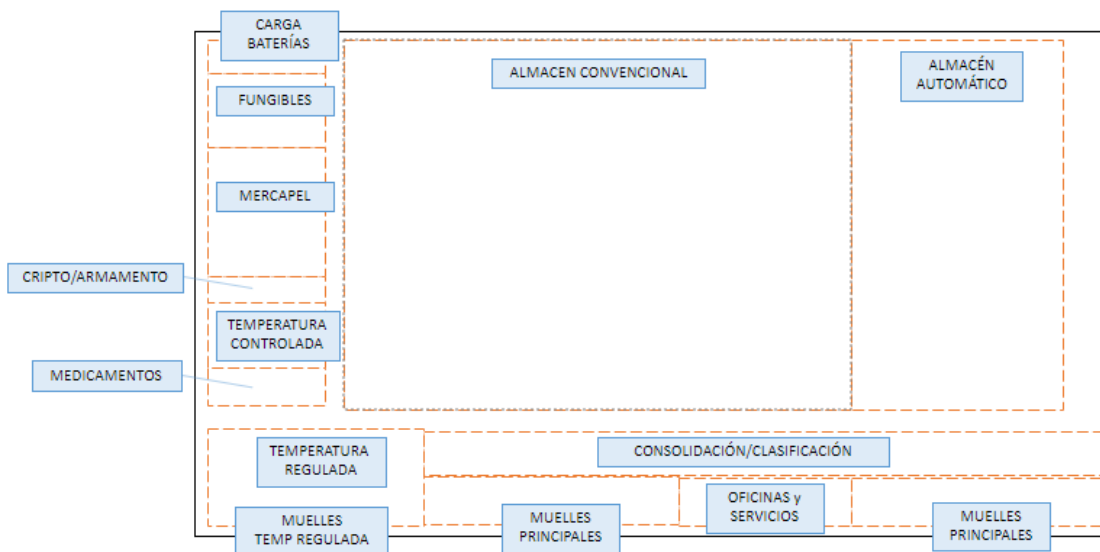 CARGA
BATERÍAS
ALMACEN CONVENCIONAL
ALMACÉN
AUTOMÁTICO
FUNGIBLES
MERCAPEL
CRIPTO/ARMAMENTO
TEMPERATURA
CONTROLADA
MEDICAMENTOS
TEMPERATURA
REGULADA
CONSOLIDACIÓN/CLASIFICACIÓN
OFICINAS y
SERVICIOS
MUELLES
TEMP REGULADA
MUELLES
PRINCIPALES
MUELLES
PRINCIPALES